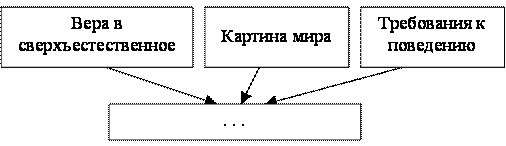 Вера в
сверхъестественное
Картина мира
Требования к
поведению
. . .